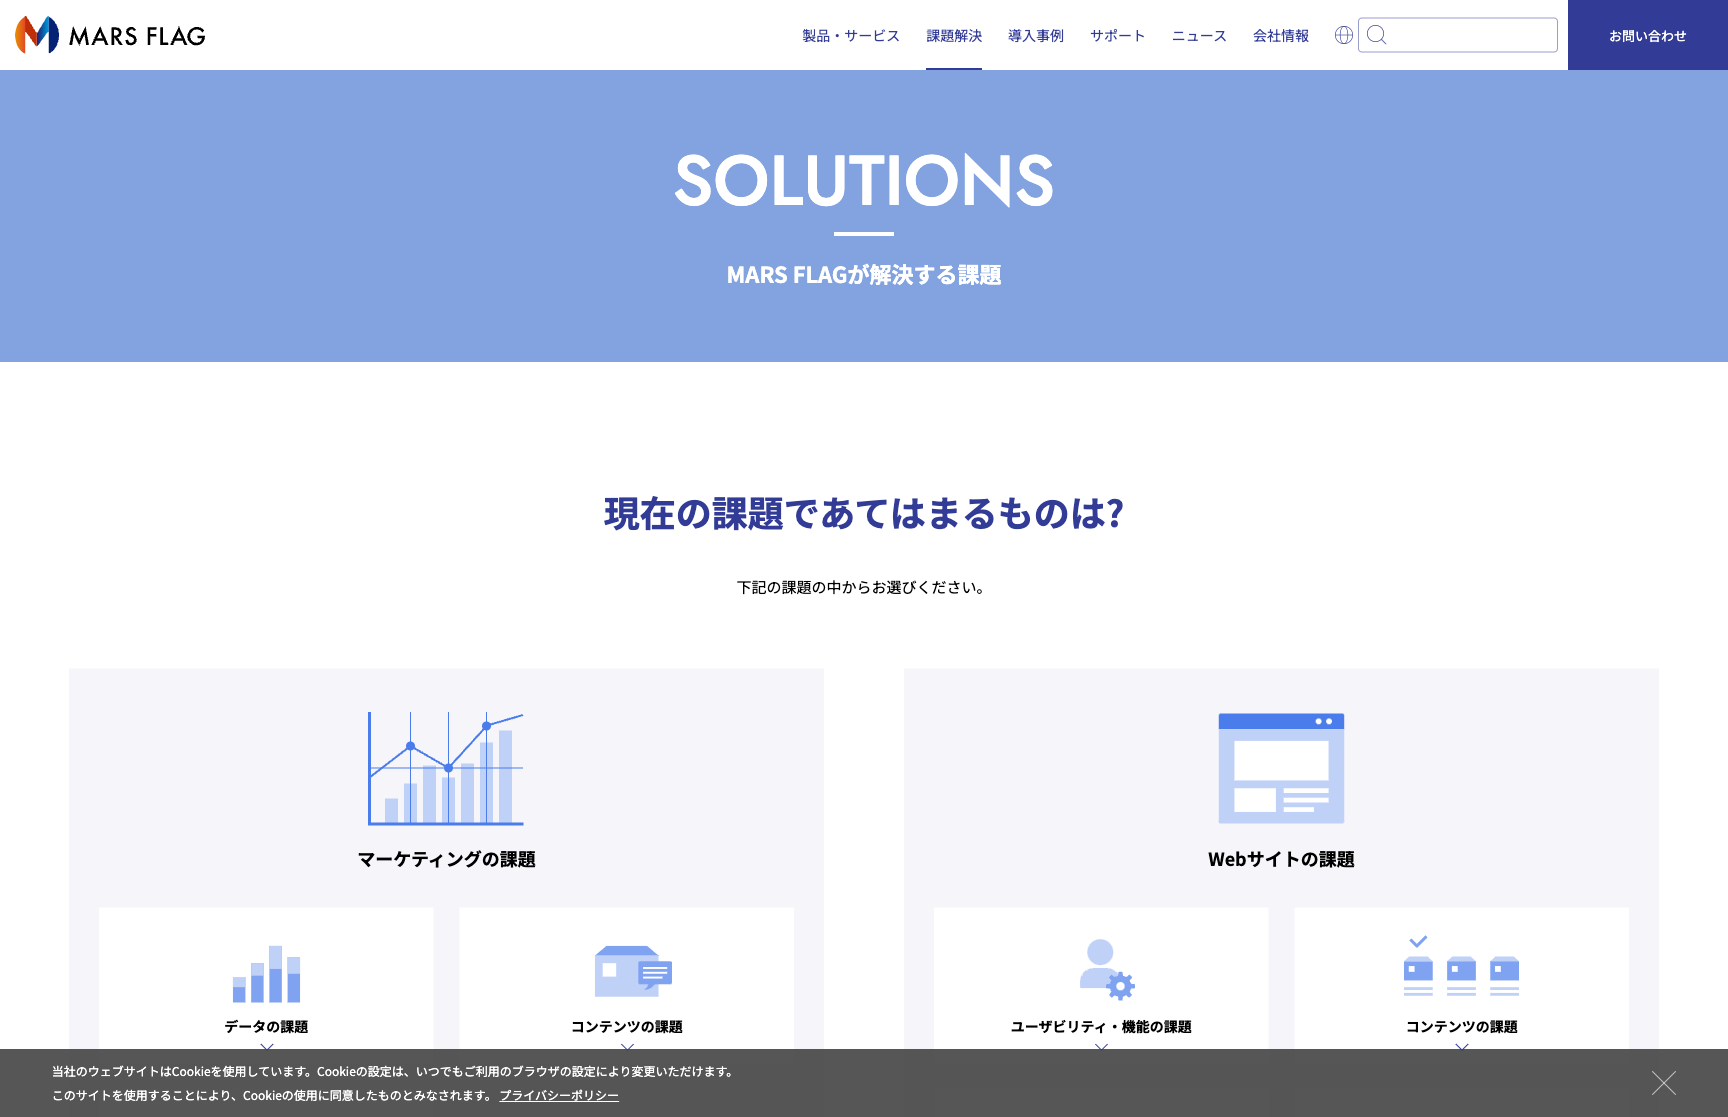 MARS FLAG
製品・サービス
課題解決
導入事例
サポート
ニュース
会社情報
お問い合わせ
SOLUTIONS
MARS FLAGが解決する課題
現在の課題であてはまるものは?
下記の課題の中からお選びください。
マーケティングの課題
Webサイトの課題
データの課題
コンテンツの課題
ユーザビリティ・機能の課題
コンテンツの課題
当社のウェブサイトはCookieを使用しています。Cookieの設定は、いつでもご利用のブラウザの設定により変更いただけます。
このサイトを使用することにより、Cookieの使用に同意したものとみなされます。 プライバシーポリシー